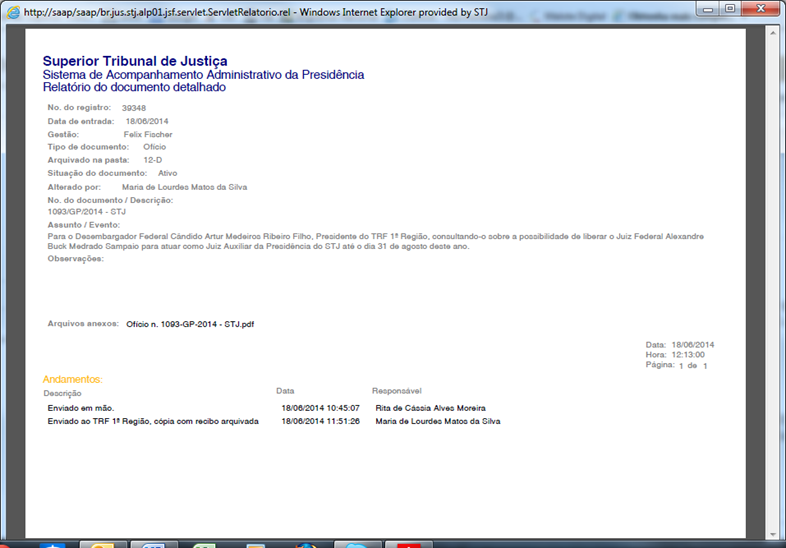 http://saap/saap/br.jus.stj.alp01.jsf.servlet.ServletRelatorio.rel - Windows Internet Explorer provided by STJ
Superior Tribunal de Justiça
Sistema de Acompanhamento Administrativo da Presidência
Relatório do documento detalhado
No. do registro: 39348
Data de entrada: 18/06/2014
Gestão: Felix Fischer
Tipo de documento: Ofício
Arquivado na pasta: 12-D
Situação do documento: Ativo
Alterado por: Maria de Lourdes Matos da Silva
No. do documento / Descrição:
1093/GP/2014 - STJ
Assunto / Evento:
Para o Desembargador Federal Cândido Artur Medeiros Ribeiro Filho, Presidente do TRF 1ª Região, consultando-o sobre a possibilidade de liberar o Juiz Federal Alexandre
Buck Medrado Sampaio para atuar como Juiz Auxiliar da Presidência do STJ até o dia 31 de agosto deste ano.
Observações:
Arquivos anexos: Ofício n. 1093-GP-2014 - STJ.pdf
Data: 18/06/2014
Hora: 12:13:00
Página: 1 de 1
Andamentos:
Descrição Data Responsável
Enviado em mão. 18/06/2014 10:45:07 Rita de Cássia Alves Moreira
Enviado ao TRF 1ª Região, cópia com recibo arquivada 18/06/2014 11:51:26 Maria de Lourdes Matos da Silva